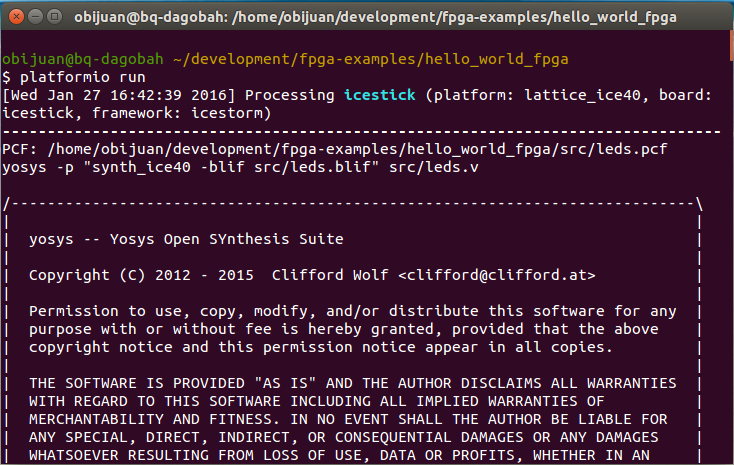 obijuan@bq-dagobah: /home/obijuan/development/fpga-examples/hello_world_fpga
obijuan@bq-dagobah ~/development/fpga-examples/hello_world_fpga
$ platformio run
[Wed Jan 27 16:42:39 2016] Processing icestick (platform: lattice_ice40, board:
icestick, framework: icestorm)
--------------------------------------------------------------------------------
PCF: /home/obijuan/development/fpga-examples/hello_world_fpga/src/leds.pcf
yosys -p "synth_ice40 -blif src/leds.blif" src/leds.v
/----------------------------------------------------------------------------\
|                                                                            |
|  yosys -- Yosys Open SYnthesis Suite                                       |
|                                                                            |
|  Copyright (C) 2012 - 2015  Clifford Wolf <clifford@clifford.at>           |
|                                                                            |
|  Permission to use, copy, modify, and/or distribute this software for any  |
|  purpose with or without fee is hereby granted, provided that the above    |
|  copyright notice and this permission notice appear in all copies.         |
|                                                                            |
|  THE SOFTWARE IS PROVIDED "AS IS" AND THE AUTHOR DISCLAIMS ALL WARRANTIES  |
|  WITH REGARD TO THIS SOFTWARE INCLUDING ALL IMPLIED WARRANTIES OF          |
|  MERCHANTABILITY AND FITNESS. IN NO EVENT SHALL THE AUTHOR BE LIABLE FOR   |
|  ANY SPECIAL, DIRECT, INDIRECT, OR CONSEQUENTIAL DAMAGES OR ANY DAMAGES    |
|  WHATSOEVER RESULTING FROM LOSS OF USE, DATA OR PROFITS, WHETHER IN AN     |